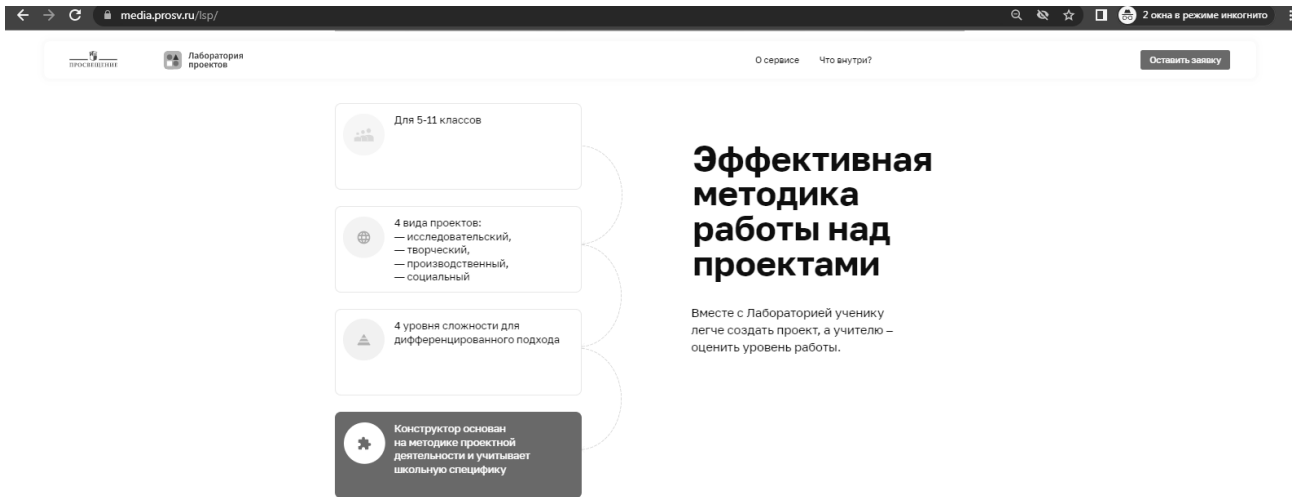 media.prosv.ru/lsp/
2 окна в режиме инкогнито
ПРОСВЕЩЕНИЕ
Лаборатория
проектов
О сервисе
Что внутри?
Оставить заявку
Для 5-11 классов
4 вида проектов:
— исследовательский,
— творческий,
— производственный,
— социальный
4 уровня сложности для
дифференцированного подхода
Конструктор основан
на методике проектной
деятельности и учитывает
школьную специфику
Эффективная
методика
работы над
проектами
Вместе с Лабораторией ученику
легче создать проект, а учителю –
оценить уровень работы.